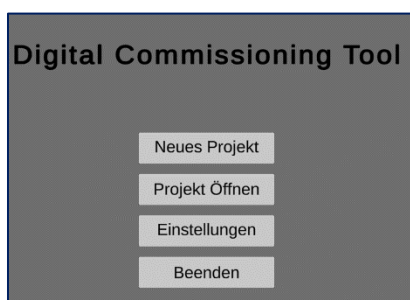 Digital Commissioning Tool
Neues Projekt
Projekt Öffnen
Einstellungen
Beenden